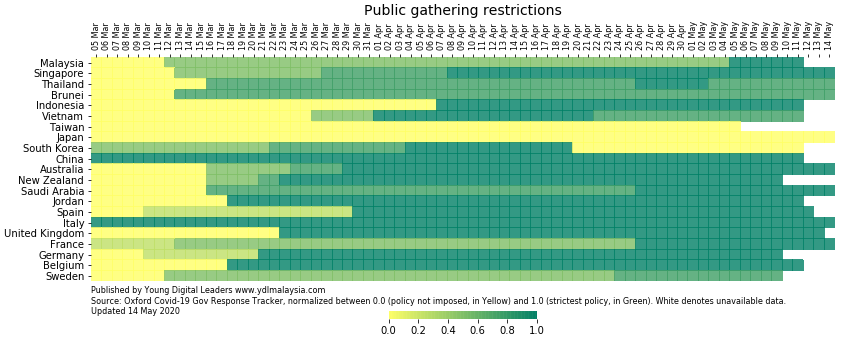 Public gathering restrictions
05 Mar 06 Mar 07 Mar 08 Mar 09 Mar 10 Mar 11 Mar 12 Mar 13 Mar 14 Mar 15 Mar 16 Mar 17 Mar 18 Mar 19 Mar 20 Mar 21 Mar 22 Mar 23 Mar 24 Mar 25 Mar 26 Mar 27 Mar 28 Mar 29 Mar 30 Mar 31 Mar 01 Apr 02 Apr 03 Apr 04 Apr 05 Apr 06 Apr 07 Apr 08 Apr 09 Apr 10 Apr 11 Apr 12 Apr 13 Apr 14 Apr 15 Apr 16 Apr 17 Apr 18 Apr 19 Apr 20 Apr 21 Apr 22 Apr 23 Apr 24 Apr 25 Apr 26 Apr 27 Apr 28 Apr 29 Apr 30 Apr 01 May 02 May 03 May 04 May 05 May 06 May 07 May 08 May 09 May 10 May 11 May 12 May 13 May 14 May
Malaysia
Singapore
Thailand
Brunei
Indonesia
Vietnam
Taiwan
Japan
South Korea
China
Australia
New Zealand
Saudi Arabia
Jordan
Spain
Italy
United Kingdom
France
Germany
Belgium
Sweden
Published by Young Digital Leaders www.ydlmalaysia.com
Source: Oxford Covid-19 Gov Response Tracker, normalized between 0.0 (policy not imposed, in Yellow) and 1.0 (strictest policy, in Green). White denotes unavailable data.
Updated 14 May 2020
0.0 0.2 0.4 0.6 0.8 1.0